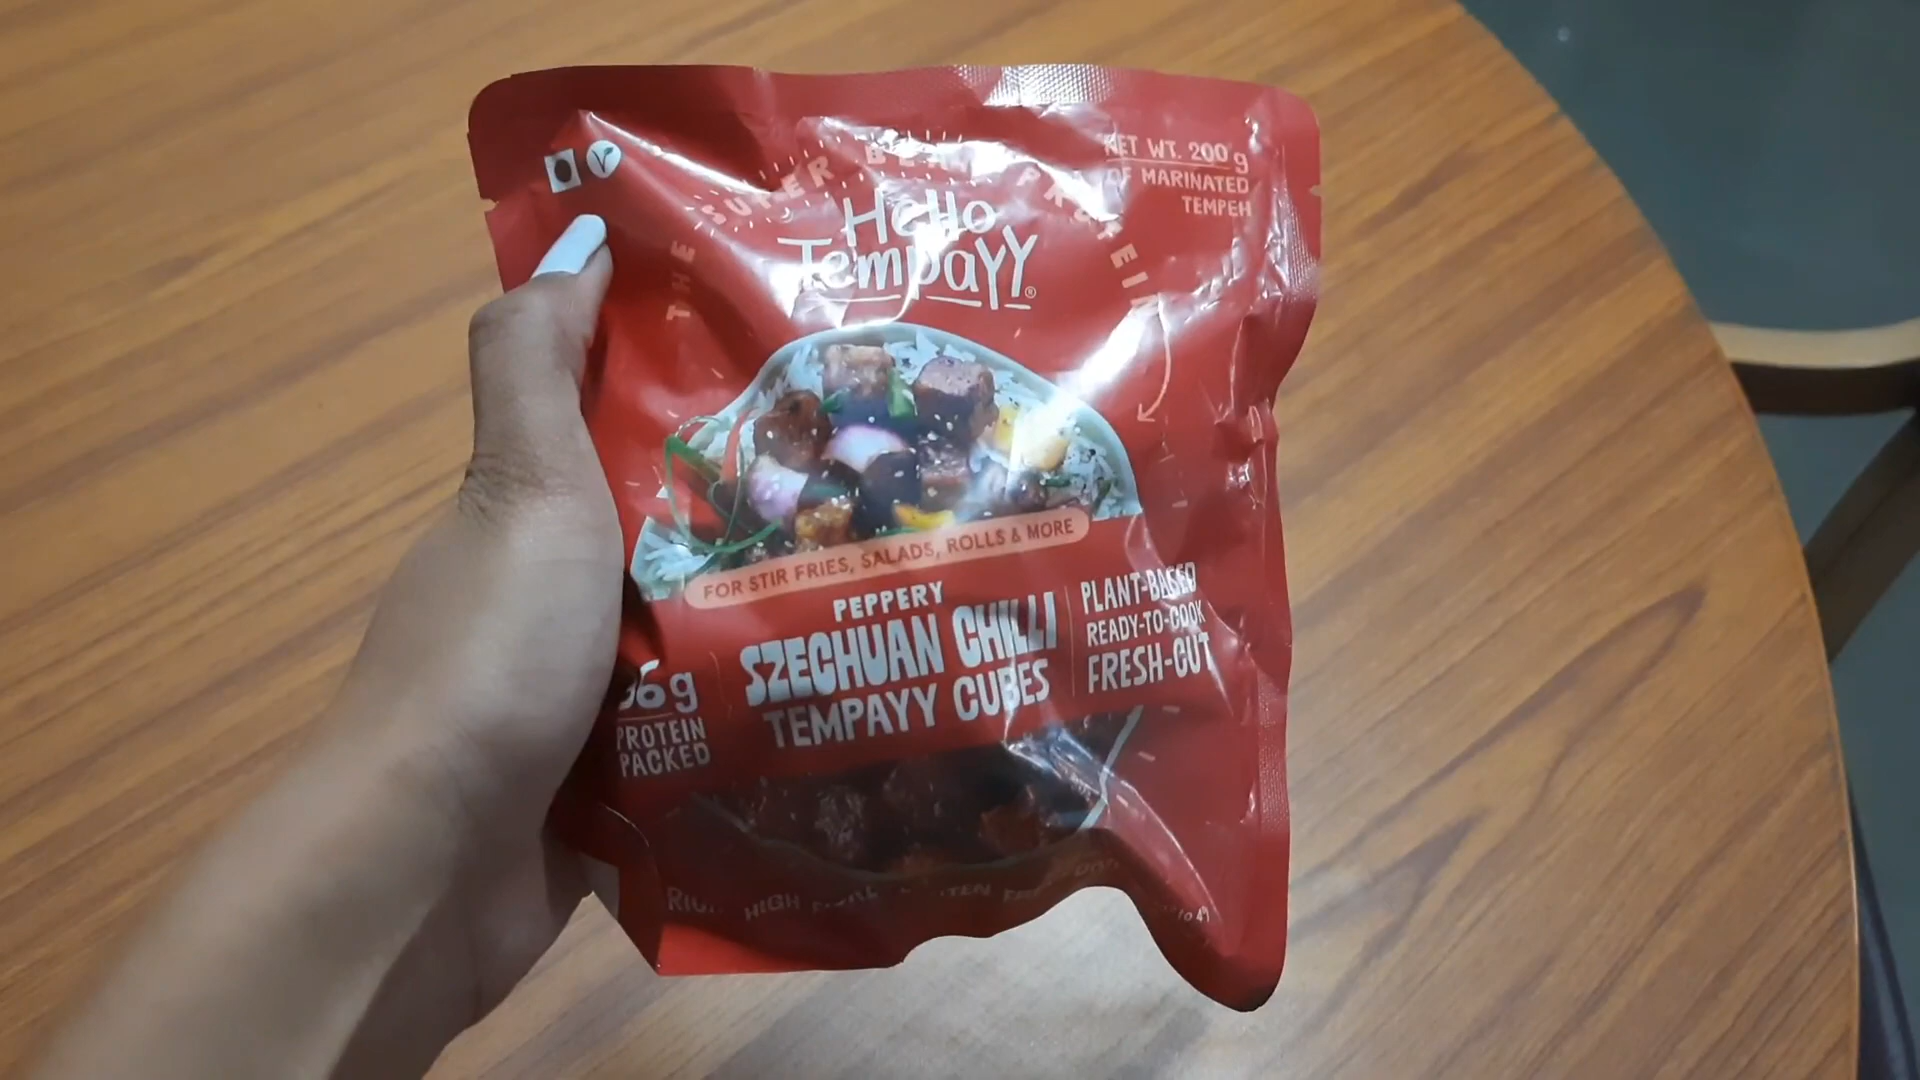 THE SUPER BEAN PROTEIN
NET WT. 200 g
OF MARINATED
TEMPEH
Hello
Tempayy®
FOR STIR FRIES, SALADS, ROLLS & MORE
PEPPERY
SZECHUAN CHILLI
TEMPAYY CUBES
PLANT-BASED
READY-TO-COOK
FRESH-CUT
PROTEIN
PACKED
HIGH